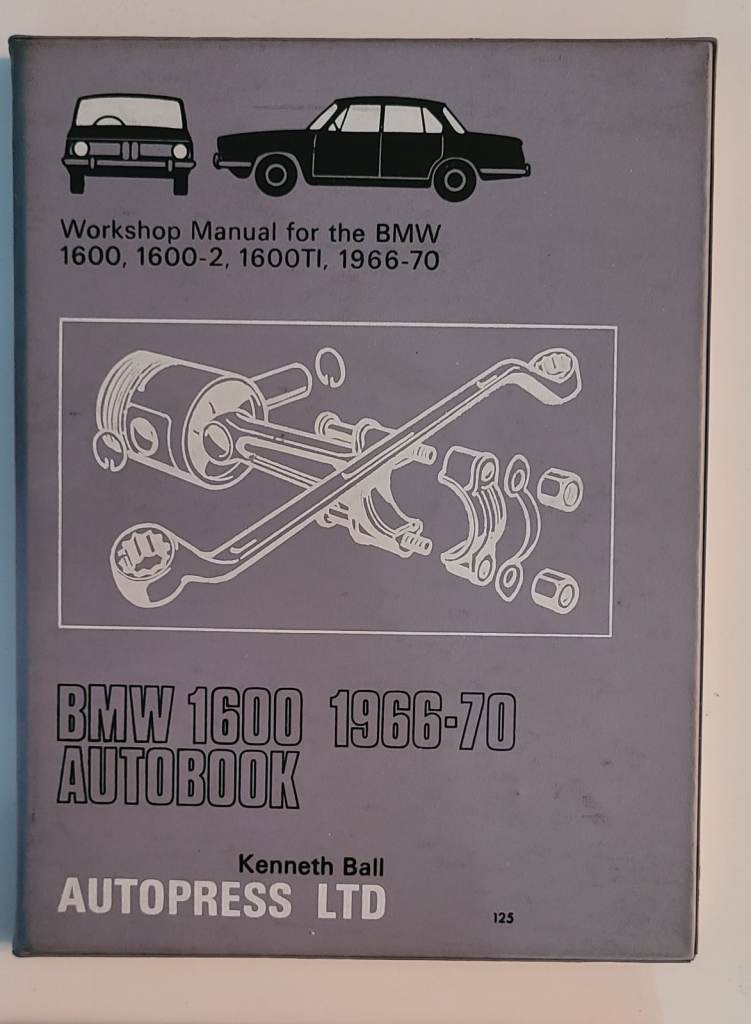 Workshop Manual for the BMW
1600, 1600-2, 1600TI, 1966-70
BMW 1600 1966-70
AUTOBOOK
Kenneth Ball
AUTOPRESS LTD
125